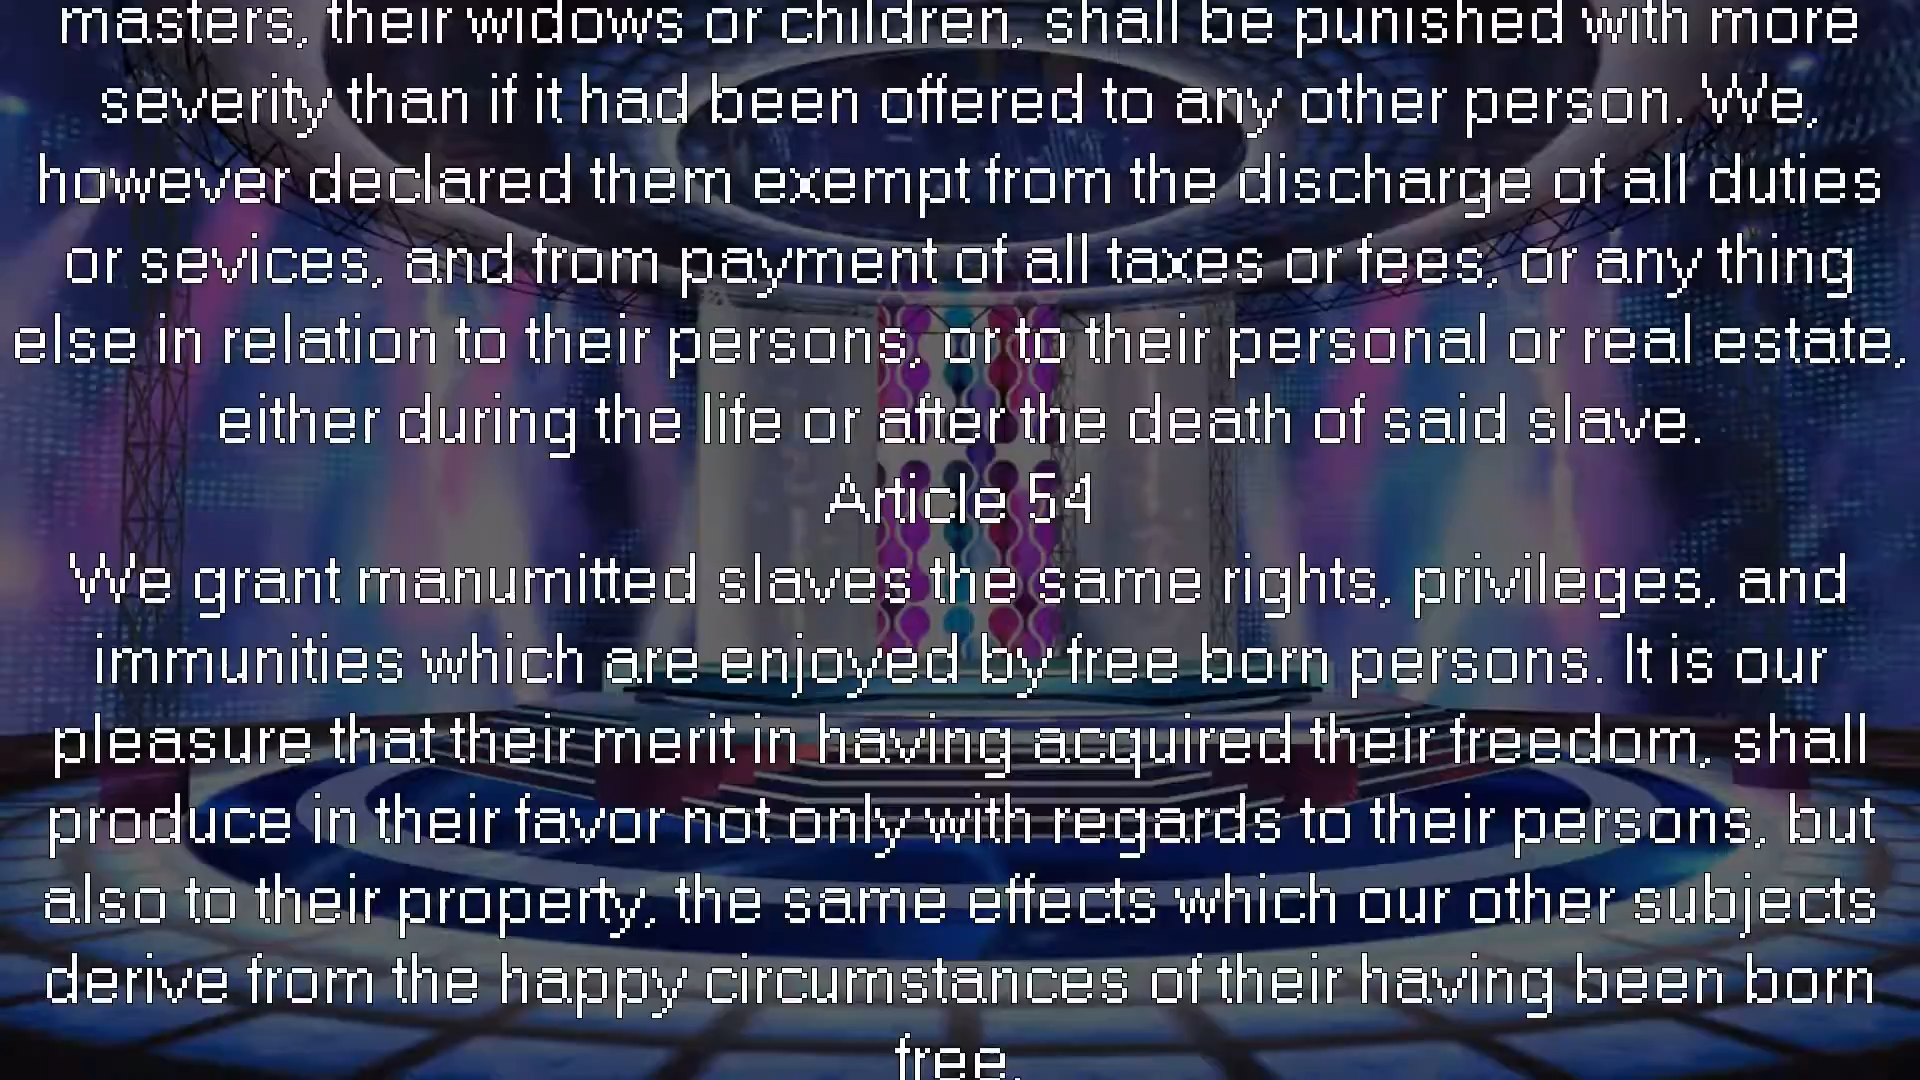 masters, their widows or children, shall be punished with more
severity than if it had been offered to any other person. We,
however declared them exempt from the discharge of all duties
or sevices, and from payment of all taxes or fees, or any thing
else in relation to their persons, or to their personal or real estate,
either during the life or after the death of said slave.
Article 54
We grant manumitted slaves the same rights, privileges, and
immunities which are enjoyed by free born persons. It is our
pleasure that their merit in having acquired their freedom, shall
produce in their favor not only with regards to their persons, but
also to their property, the same effects which our other subjects
derive from the happy circumstances of their having been born
free.